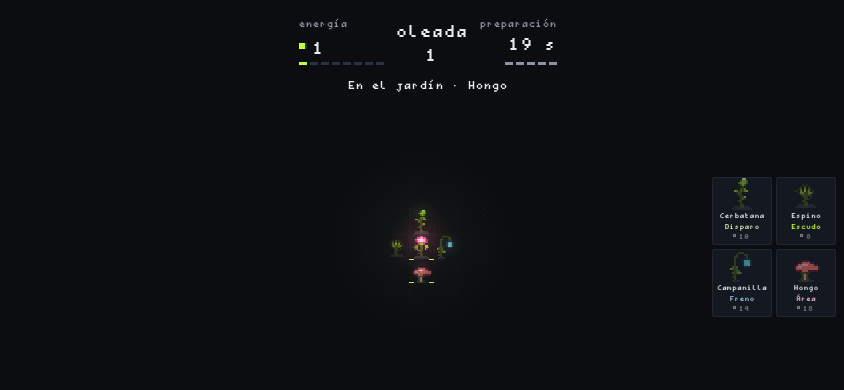 energía
1
oleada
1
preparación
19 s
En el jardín · Hongo
Cerbatana
Disparo
10
Espino
Escudo
8
Campanilla
Freno
14
Hongo
Área
18